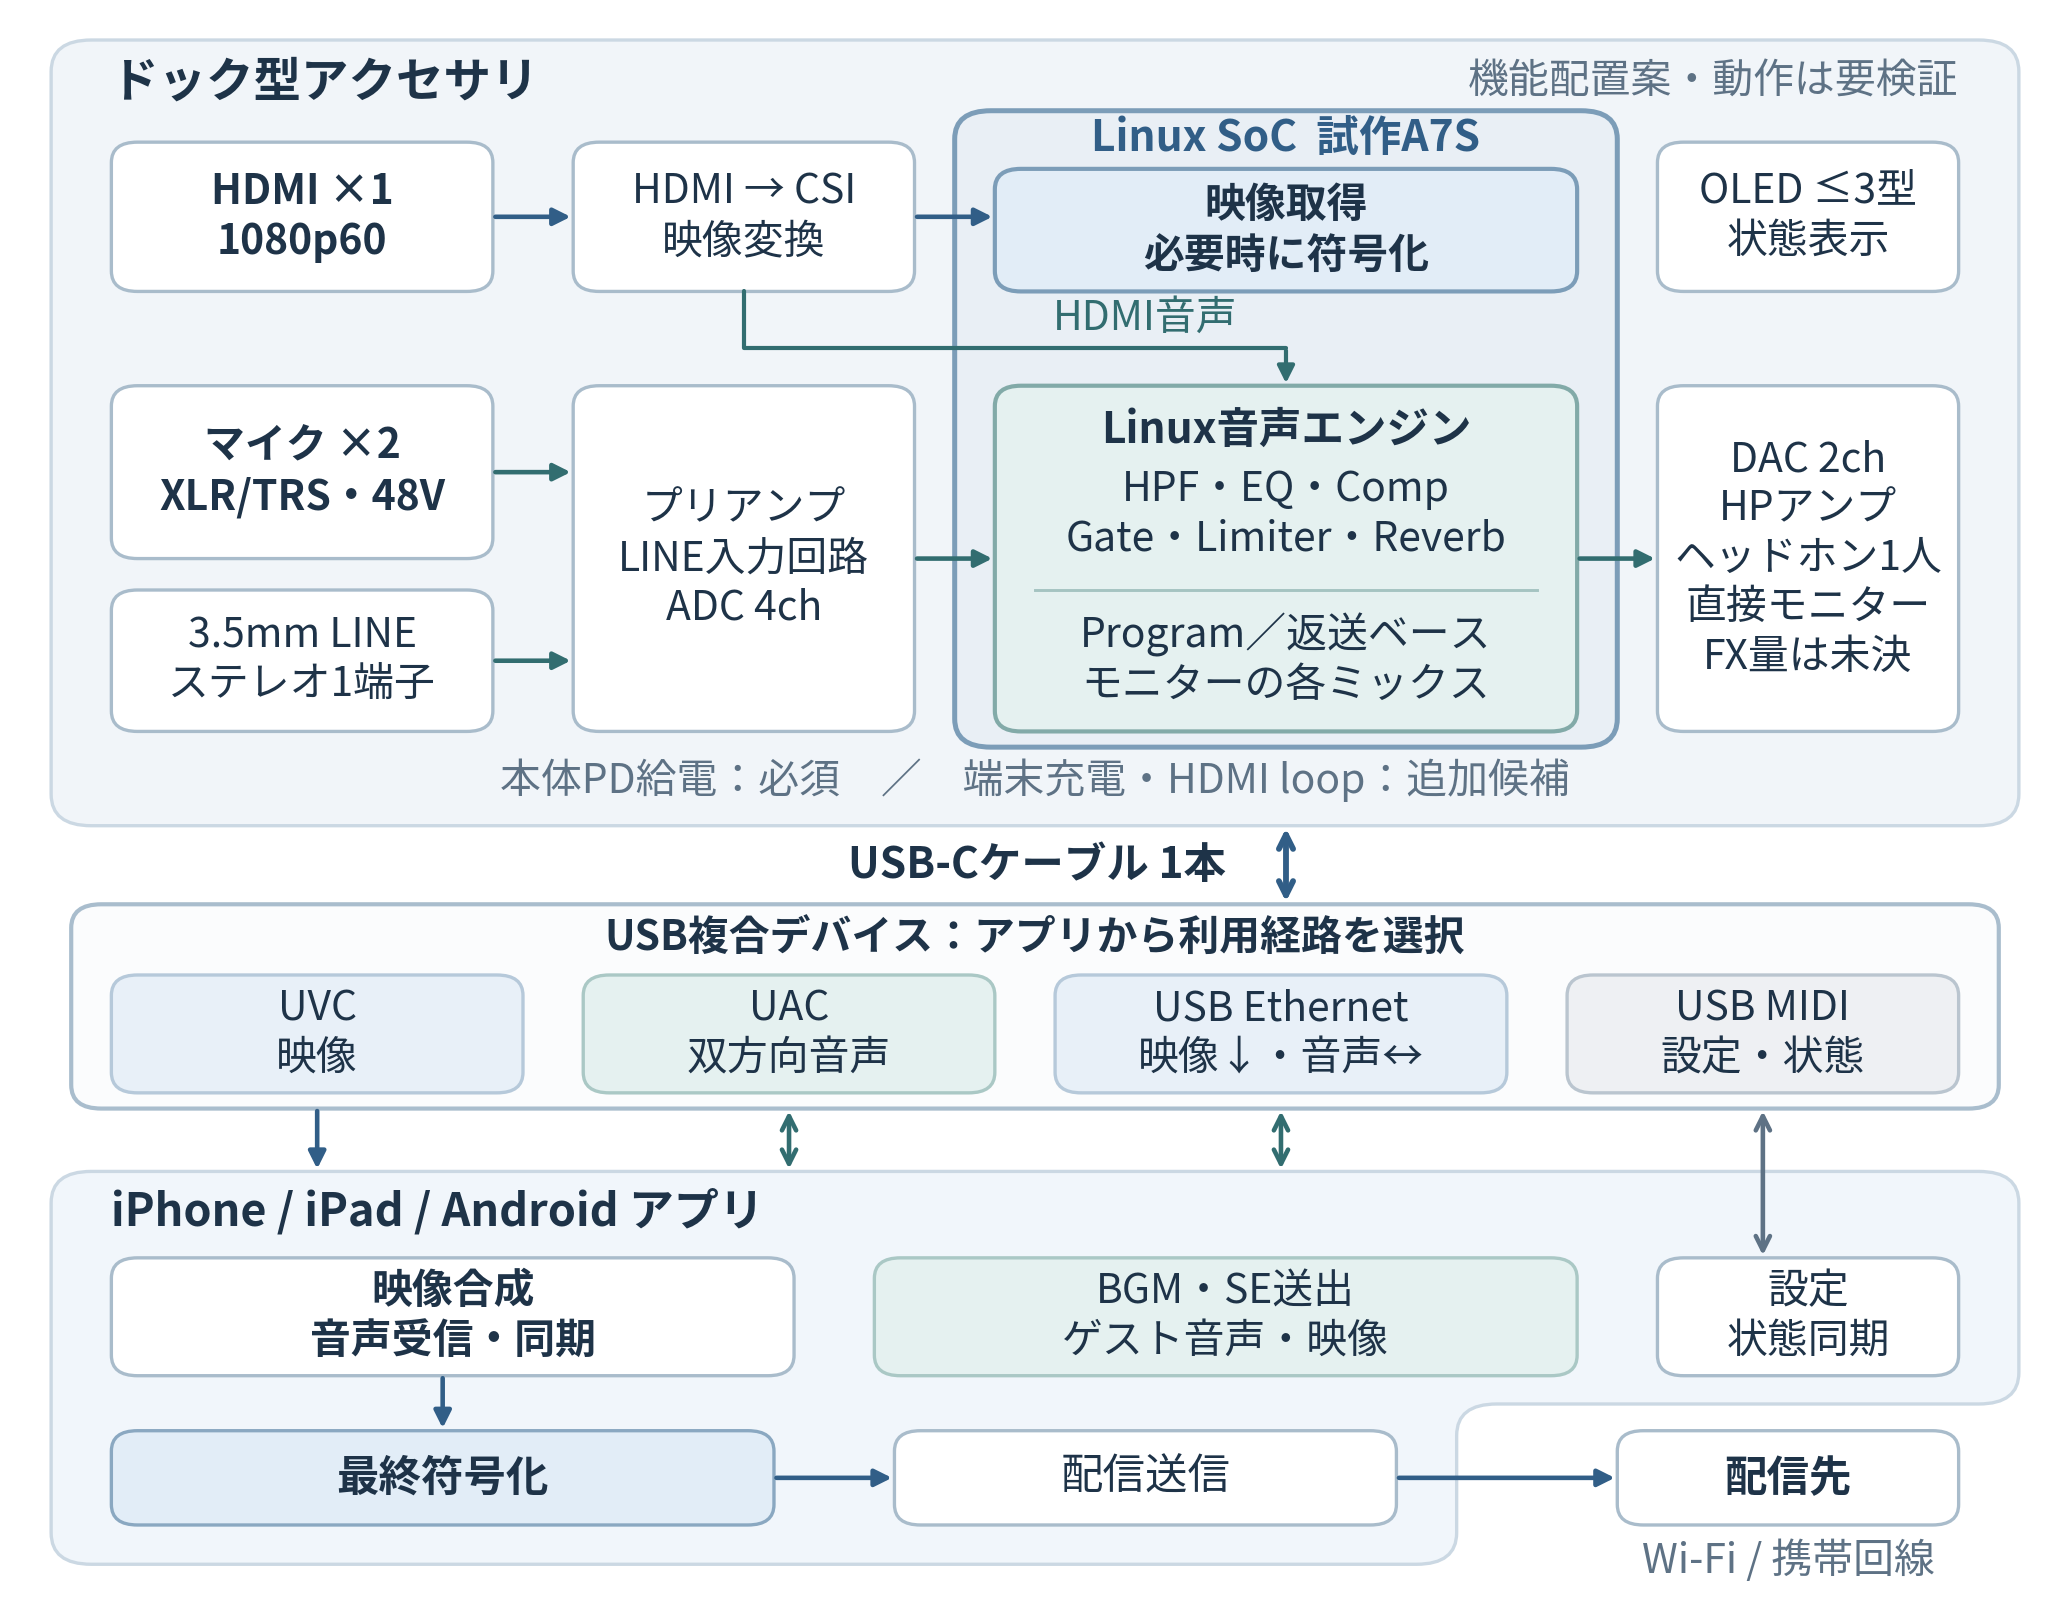 ドック型アクセサリ
機能配置案・動作は要検証
HDMI ×1
1080p60
HDMI → CSI
映像変換
Linux SoC 試作A7S
映像取得
必要時に符号化
OLED ≤3型
状態表示
HDMI音声
マイク ×2
XLR/TRS・48V
3.5mm LINE
ステレオ1端子
プリアンプ
LINE入力回路
ADC 4ch
Linux音声エンジン
HPF・EQ・Comp
Gate・Limiter・Reverb
Program／返送ベース
モニターの各ミックス
DAC 2ch
HPアンプ
ヘッドホン1人
直接モニター
FX量は未決
本体PD給電：必須　／　端末充電・HDMI loop：追加候補
USB-Cケーブル 1本
USB複合デバイス：アプリから利用経路を選択
UVC
映像
UAC
双方向音声
USB Ethernet
映像↓・音声↔
USB MIDI
設定・状態
iPhone / iPad / Android アプリ
映像合成
音声受信・同期
BGM・SE送出
ゲスト音声・映像
設定
状態同期
最終符号化
配信送信
配信先
Wi-Fi / 携帯回線